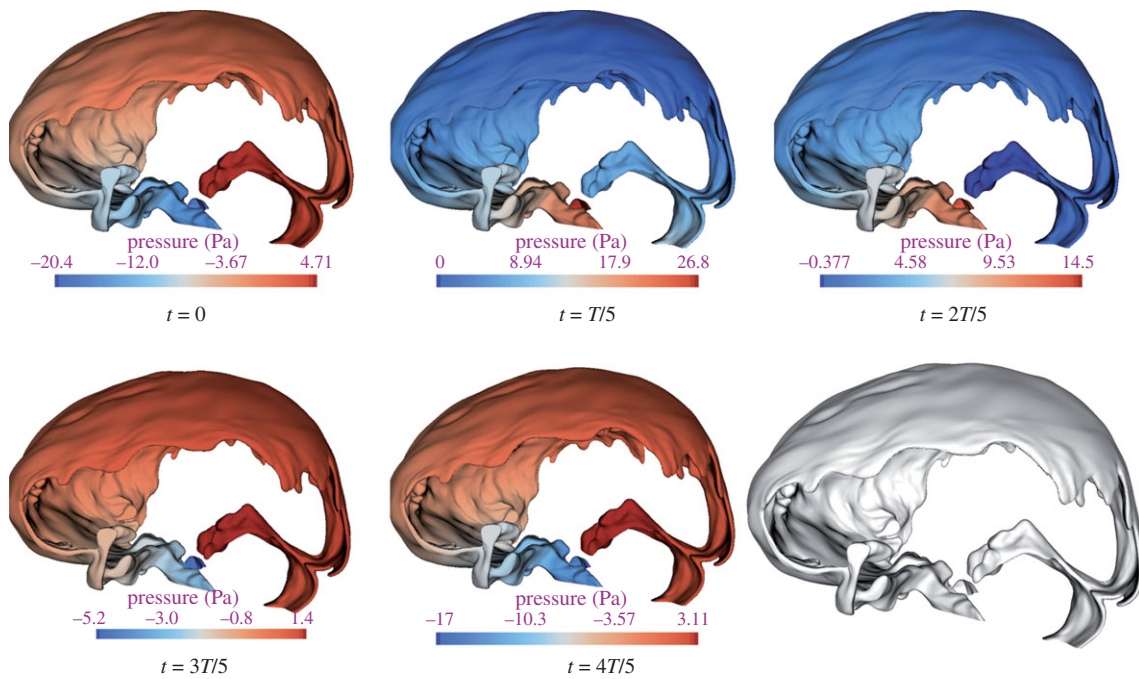 pressure (Pa)
−20.4 −12.0 −3.67 4.71
t = 0
pressure (Pa)
0 8.94 17.9 26.8
t = T/5
pressure (Pa)
−0.377 4.58 9.53 14.5
t = 2T/5
pressure (Pa)
−5.2 −3.0 −0.8 1.4
t = 3T/5
pressure (Pa)
−17 −10.3 −3.57 3.11
t = 4T/5